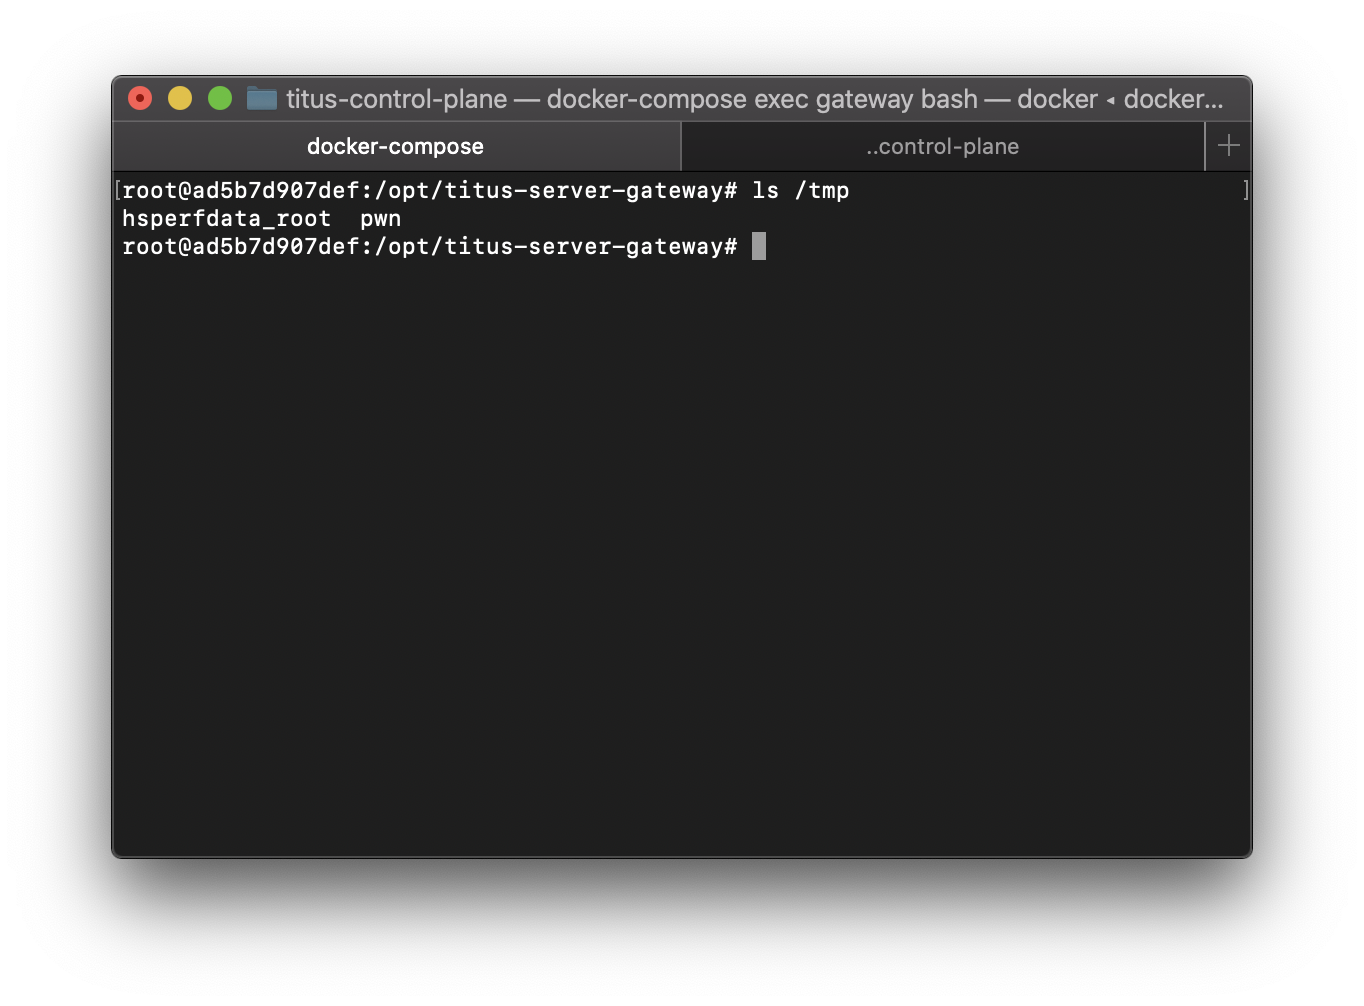 titus-control-plane — docker-compose exec gateway bash — docker ◂ docker...
docker-compose
..control-plane
+
[root@ad5b7d907def:/opt/titus-server-gateway# ls /tmp ]
hsperfdata_root  pwn
root@ad5b7d907def:/opt/titus-server-gateway#